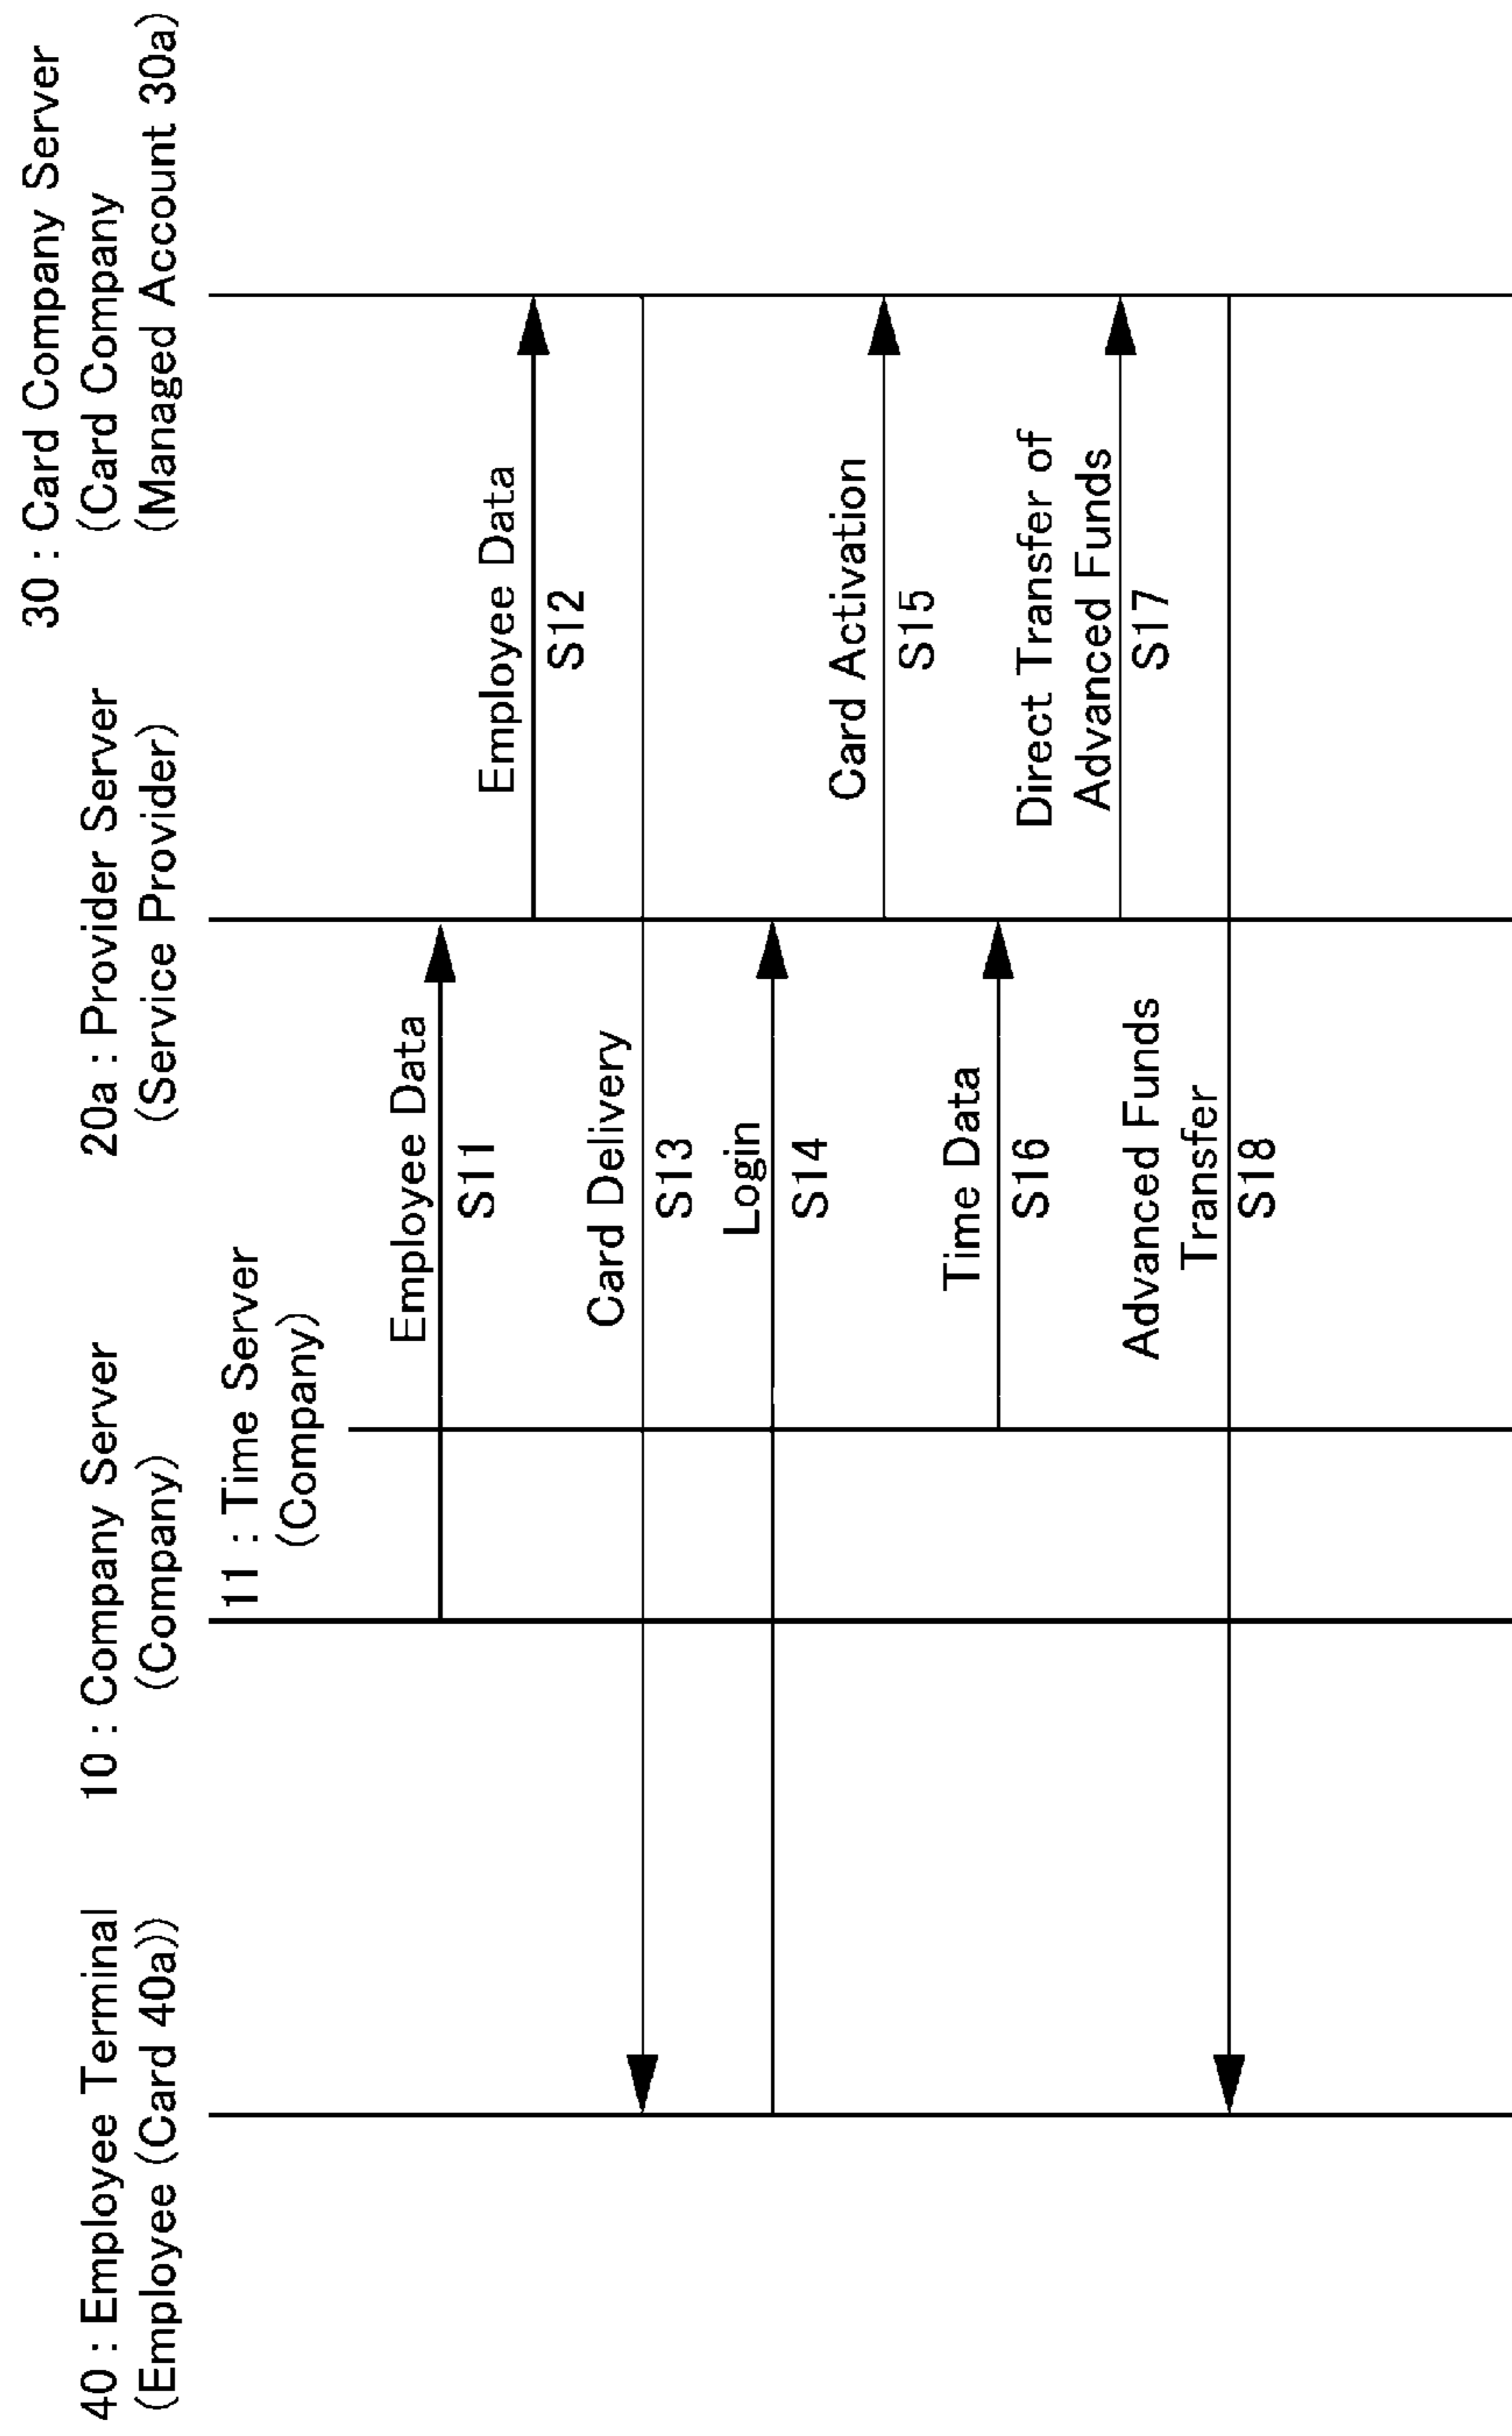 40 : Employee Terminal
(Employee (Card 40a))
10 : Company Server
(Company)
11 : Time Server
(Company)
20a : Provider Server
(Service Provider)
30 : Card Company Server
(Card Company
(Managed Account 30a)
Employee Data
S11
Employee Data
S12
Card Delivery
S13
Login
S14
Card Activation
S15
Time Data
S16
Direct Transfer of
Advanced Funds
S17
Advanced Funds
Transfer
S18